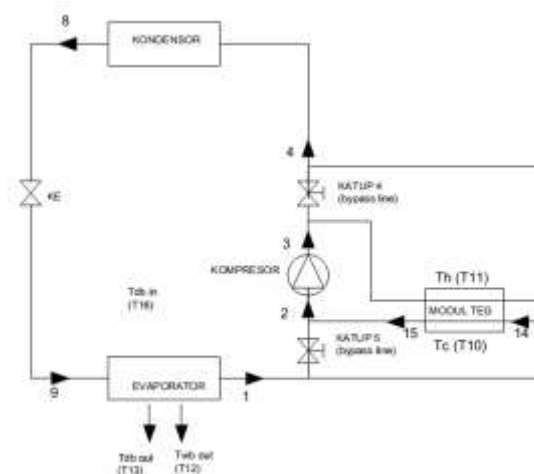 8
KONDENSOR
4
KATUP 4
(bypass line)
KE
3
KOMPRESOR
Th (T11)
Tdb in
(T16)
MODUL TEG
2
15
14
KATUP 5
(bypass line)
Tc (T10)
EVAPORATOR
9
1
Tdb out
(T13)
Twb out
(T12)